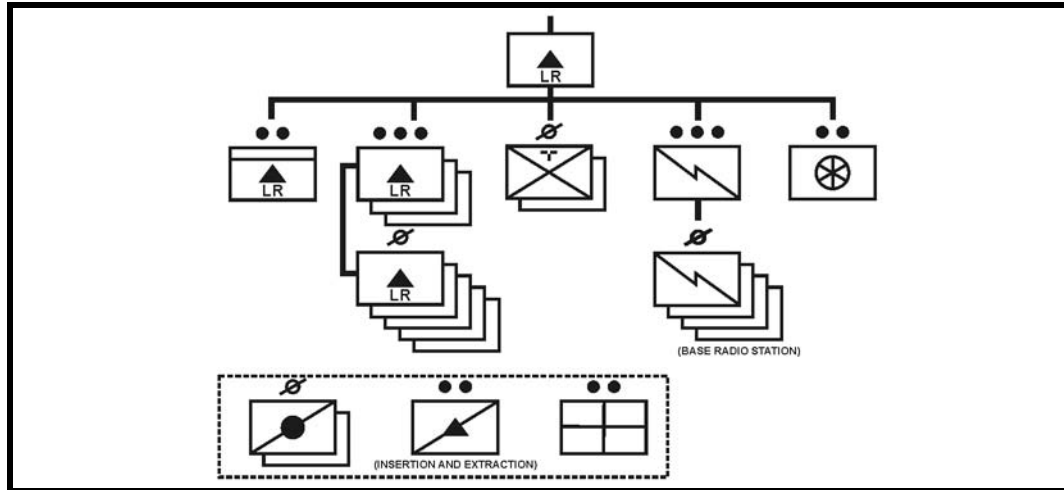 LR
LR
LR
LR
(BASE RADIO STATION)
(INSERTION AND EXTRACTION)